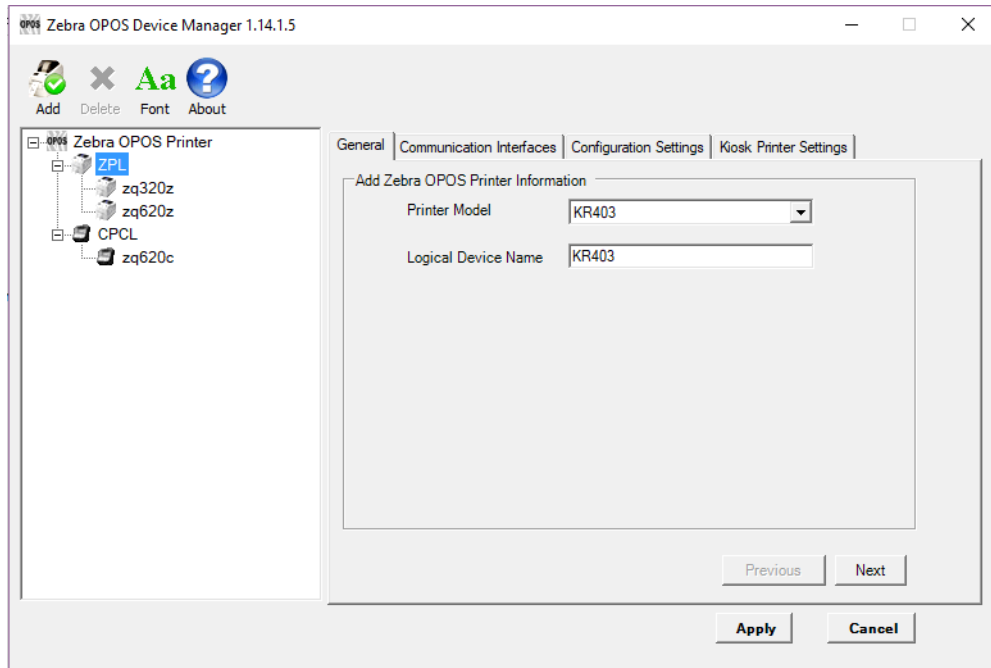 OPOS Zebra OPOS Device Manager 1.14.1.5
Aa
Add Delete Font About
OPOS Zebra OPOS Printer
ZPL
zq320z
zq620z
CPCL
zq620c
General Communication Interfaces Configuration Settings Kiosk Printer Settings
Add Zebra OPOS Printer Information
Printer Model KR403
Logical Device Name KR403
Previous Next
Apply Cancel